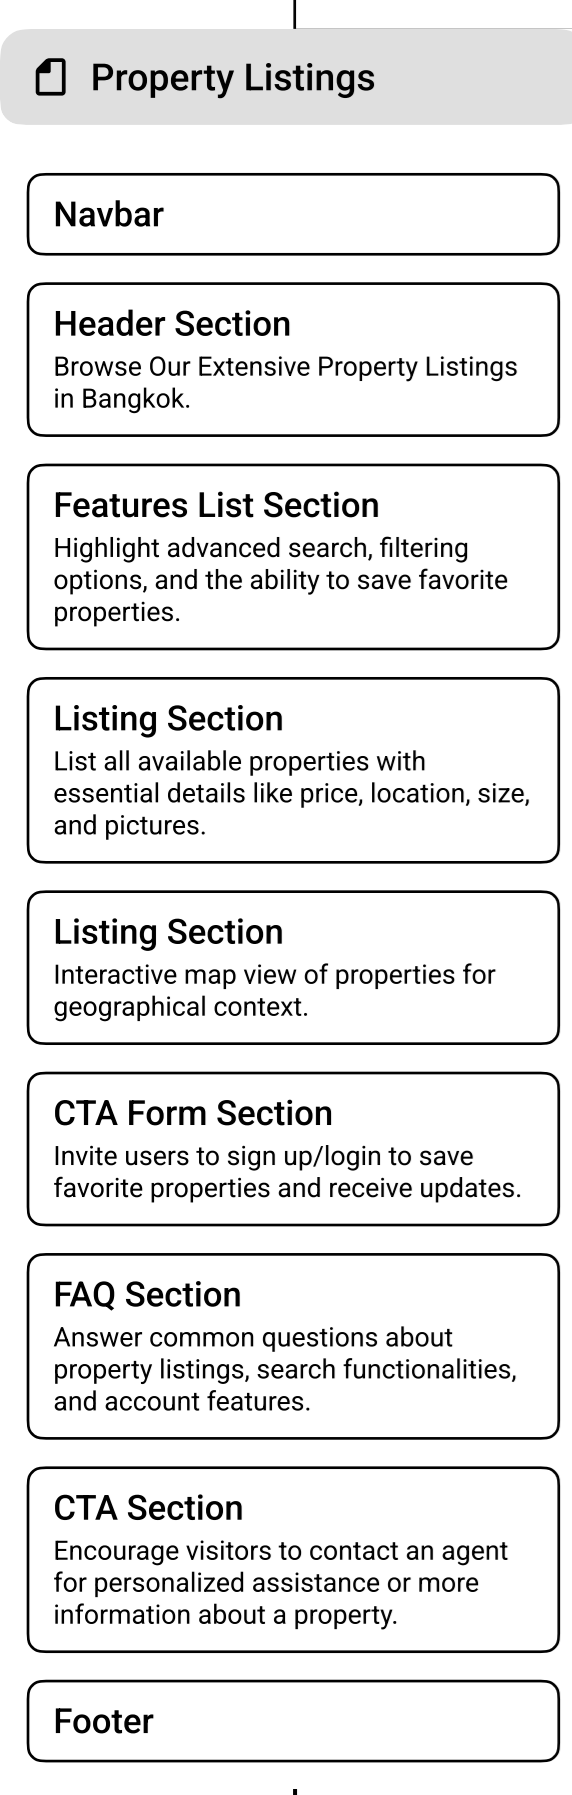 Property Listings
Navbar
Header Section
Browse Our Extensive Property Listings
in Bangkok.
Features List Section
Highlight advanced search, filtering
options, and the ability to save favorite
properties.
Listing Section
List all available properties with
essential details like price, location, size,
and pictures.
Listing Section
Interactive map view of properties for
geographical context.
CTA Form Section
Invite users to sign up/login to save
favorite properties and receive updates.
FAQ Section
Answer common questions about
property listings, search functionalities,
and account features.
CTA Section
Encourage visitors to contact an agent
for personalized assistance or more
information about a property.
Footer